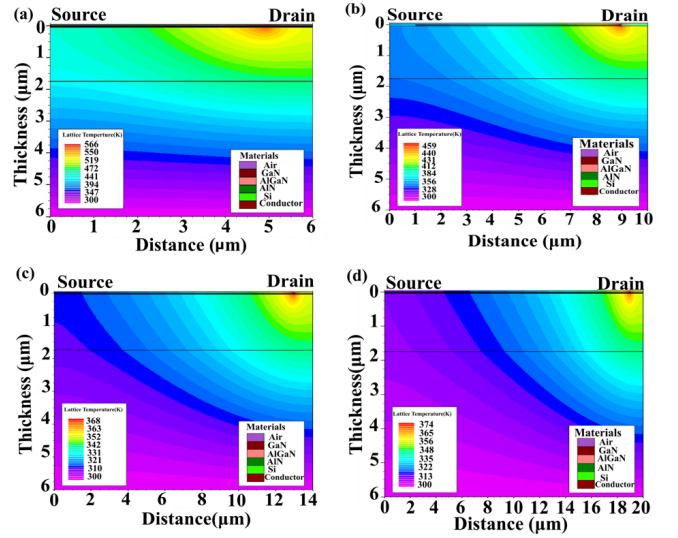 (a)
Source
Drain
Thickness (µm)
0
1
2
3
4
5
6
Lattice Temperture(K)
566
550
519
472
441
394
347
300
Materials
Air
GaN
AlGaN
AlN
Si
Conductor
0 1 2 3 4 5 6
Distance (µm)
(b)
Source
Drain
Thickness (µm)
0
1
2
3
4
5
6
Lattice Temperature(K)
459
440
431
412
384
356
328
300
Materials
Air
GaN
AlGaN
AlN
Si
Conductor
0 1 2 3 4 5 6 7 8 9 10
Distance (µm)
(c)
Source
Drain
Thickness(µm)
0
1
2
3
4
5
6
Lattice Temperature(K)
368
363
352
342
331
321
310
300
Materials
Air
GaN
AlGaN
AlN
Si
Conductor
0 2 4 6 8 10 12 14
Distance(µm)
(d)
Source
Drain
Thickness(µm)
0
1
2
3
4
5
6
Lattice Temperature(K)
374
365
356
348
335
322
313
300
Materials
Air
GaN
AlGaN
AlN
Si
Conductor
0 2 4 6 8 10 12 14 16 18 20
Distance (µm)